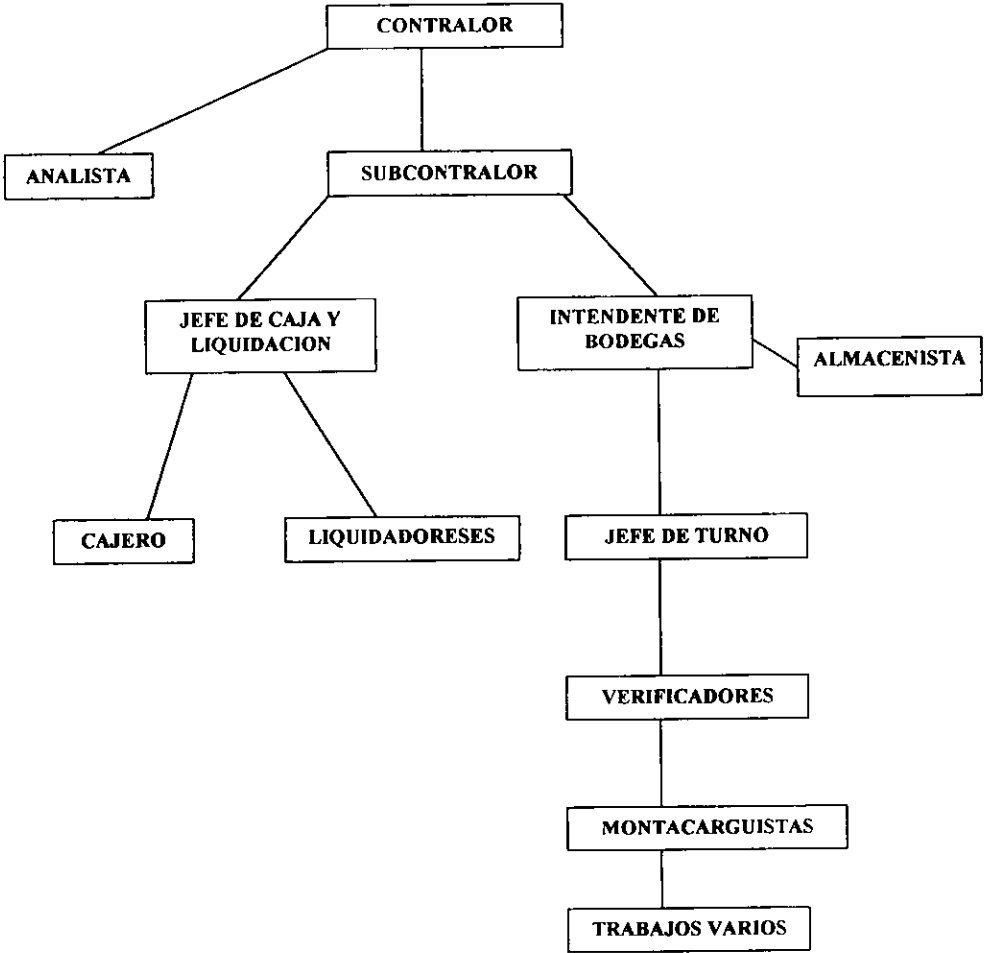 CONTRALOR
ANALISTA
SUBCONTRALOR
JEFE DE CAJA Y
LIQUIDACION
INTENDENTE DE
BODEGAS
ALMACENISTA
CAJERO
LIQUIDADORESES
JEFE DE TURNO
VERIFICADORES
MONTACARGUISTAS
TRABAJOS VARIOS